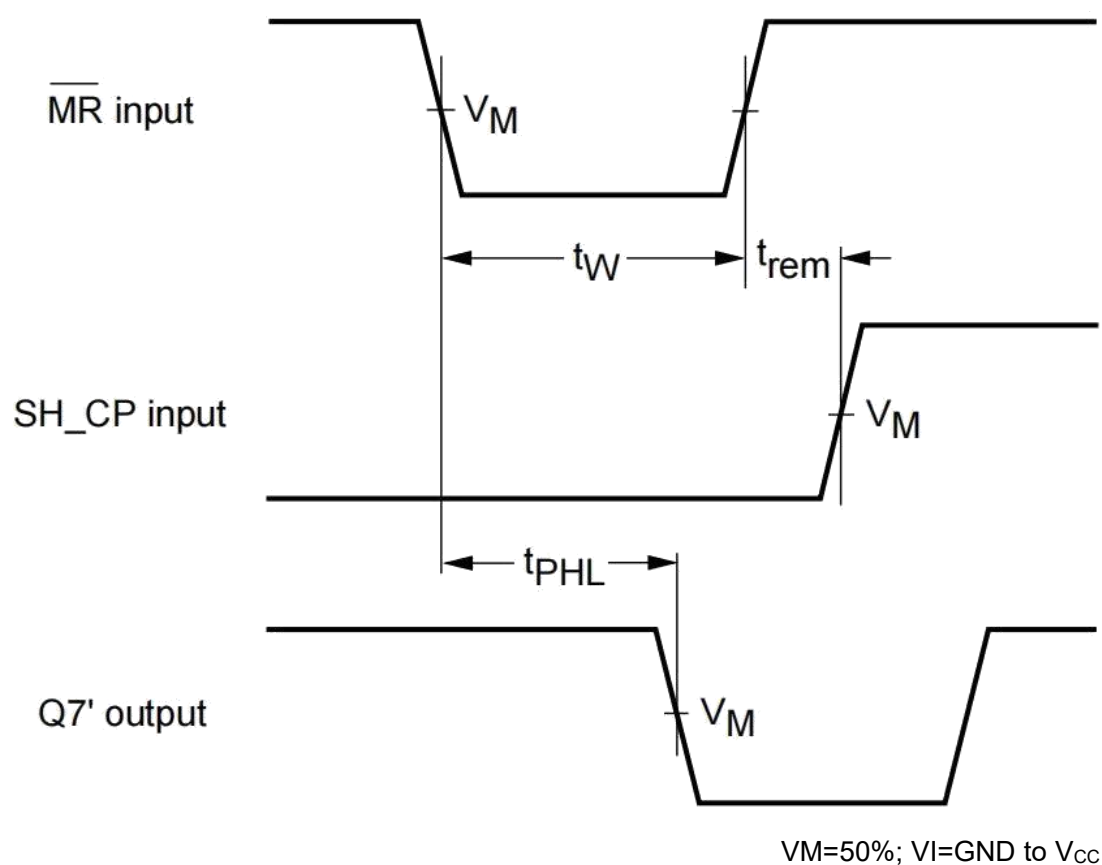 MR input
VM
tW
trem
SH_CP input
VM
tPHL
Q7' output
VM
VM=50%; VI=GND to VCC